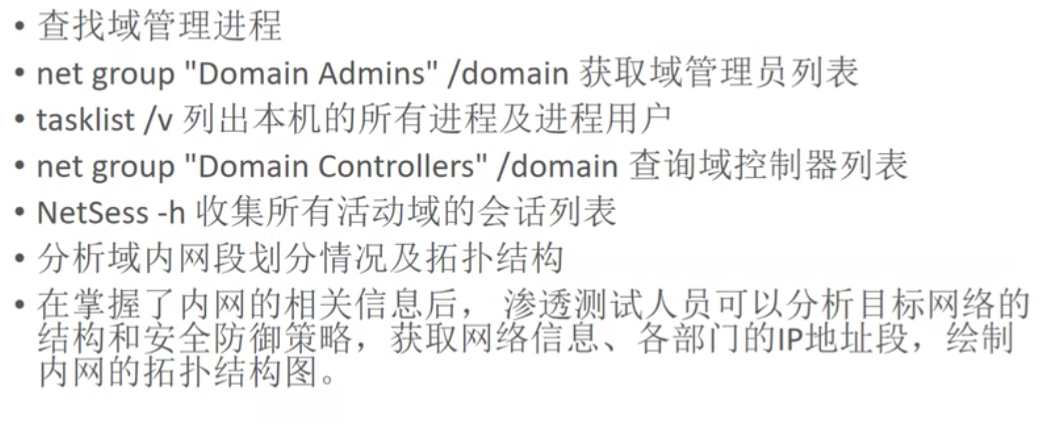 • 查找域管理进程
• net group "Domain Admins" /domain 获取域管理员列表
• tasklist /v 列出本机的所有进程及进程用户
• net group "Domain Controllers" /domain 查询域控制器列表
• NetSess -h 收集所有活动域的会话列表
• 分析域内网段划分情况及拓扑结构
• 在掌握了内网的相关信息后， 渗透测试人员可以分析目标网络的
结构和安全防御策略，获取网络信息、各部门的IP地址段，绘制
内网的拓扑结构图。